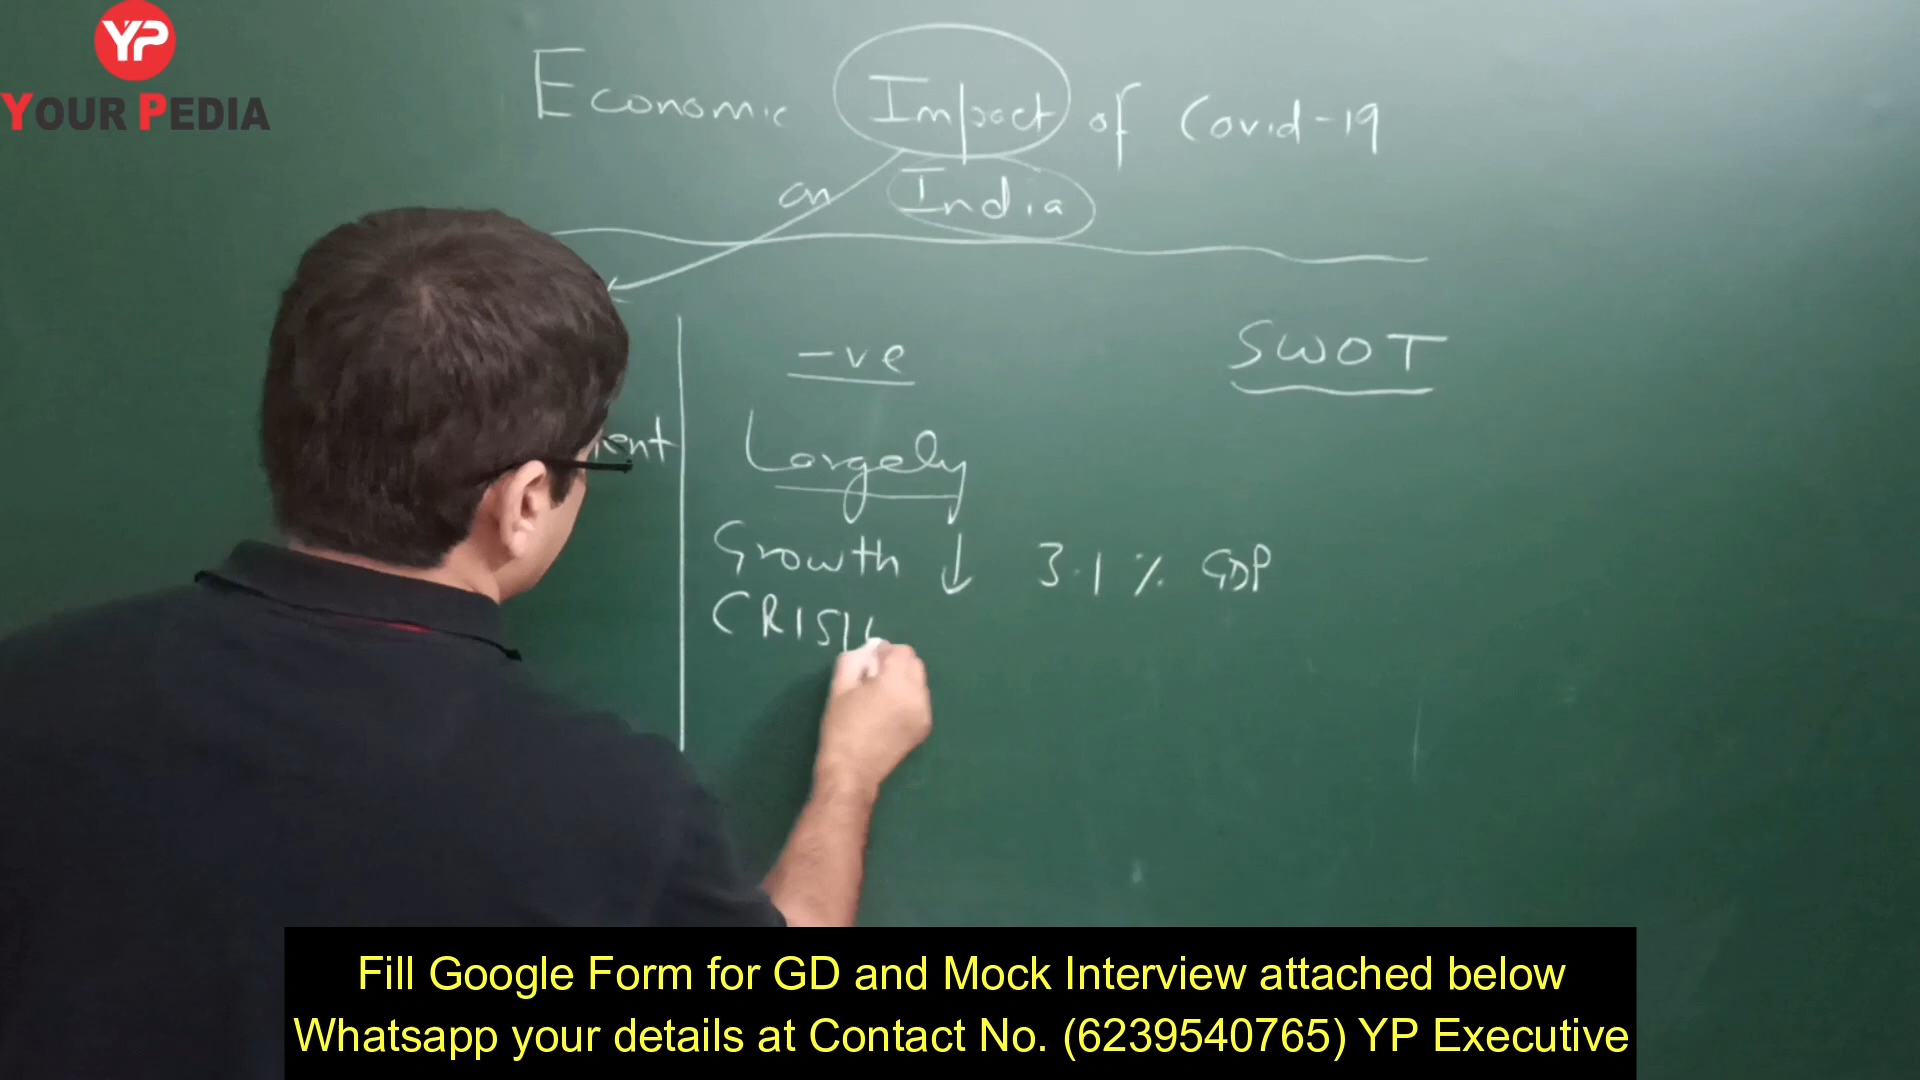 YP
YOUR PEDIA
Economic Impact of Covid-19
on India
-ve
SWOT
Largely
Growth ↓ 3.1 % GDP
Fill Google Form for GD and Mock Interview attached below
Whatsapp your details at Contact No. (6239540765) YP Executive